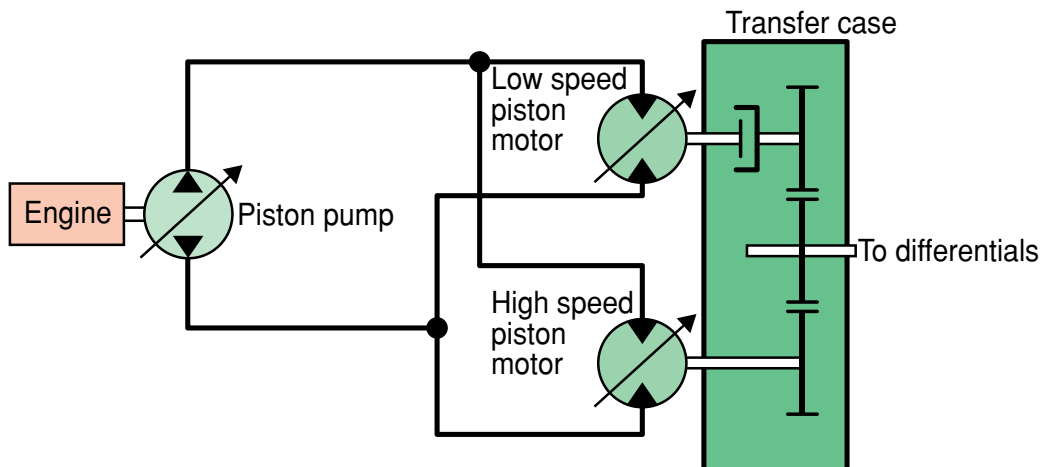 Transfer case
Low speed
piston
motor
Engine
Piston pump
To differentials
High speed
piston
motor